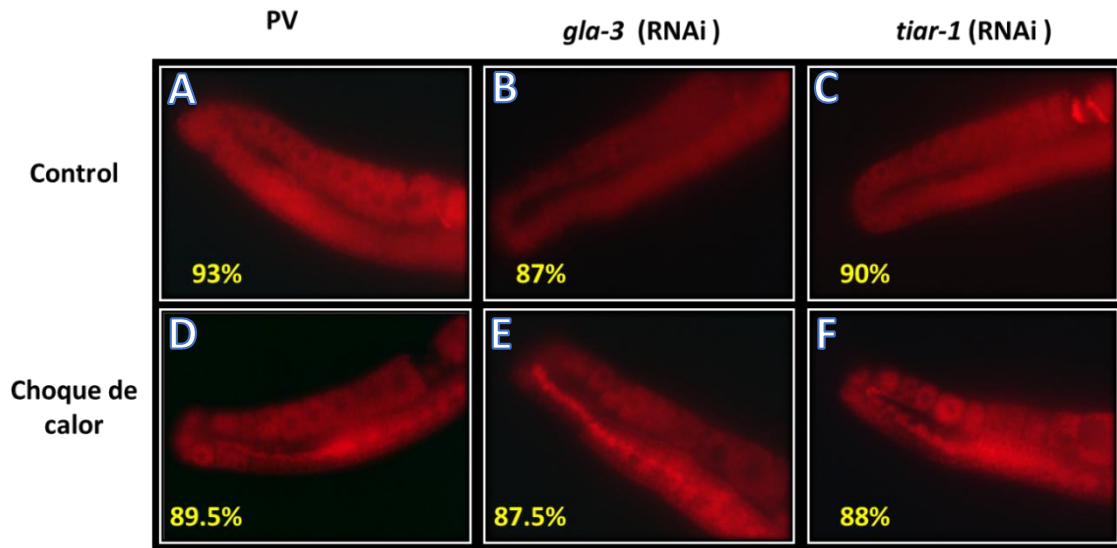 PV
gla-3 (RNAi )
tiar-1 (RNAi )
Control
A
93%
B
87%
C
90%
Choque de
calor
D
89.5%
E
87.5%
F
88%